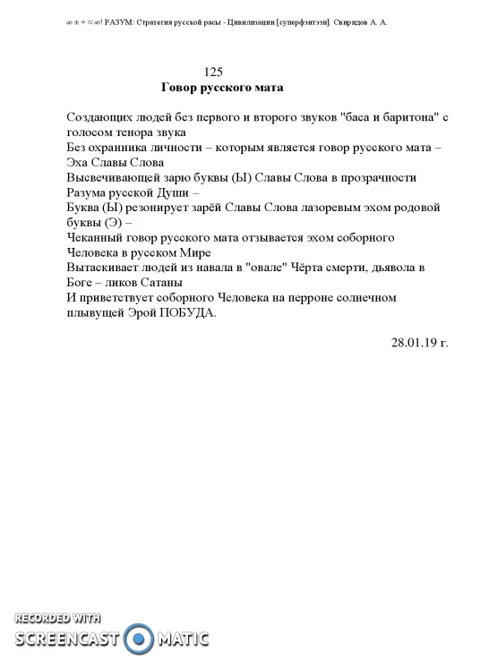 ∞ ± + ≈ ∞! РАЗУМ: Стратегия русской расы - Цивилизации [суперфэнтэзи]. Свиридов А. А.
125
Говор русского мата
Создающих людей без первого и второго звуков "баса и баритона" с
голосом тенора звука
Без охранника личности – которым является говор русского мата –
Эха Славы Слова
Высвечивающей зарю буквы (Ы) Славы Слова в прозрачности
Разума русской Души –
Буква (Ы) резонирует зарёй Славы Слова лазоревым эхом родовой
буквы (Э) –
Чеканный говор русского мата отзывается эхом соборного
Человека в русском Мире
Вытаскивает людей из навала в "овале" Чёрта смерти, дьявола в
Боге – ликов Сатаны
И приветствует соборного Человека на перроне солнечном
плывущей Эрой ПОБУДА.
28.01.19 г.
RECORDED WITH
SCREENCAST MATIC